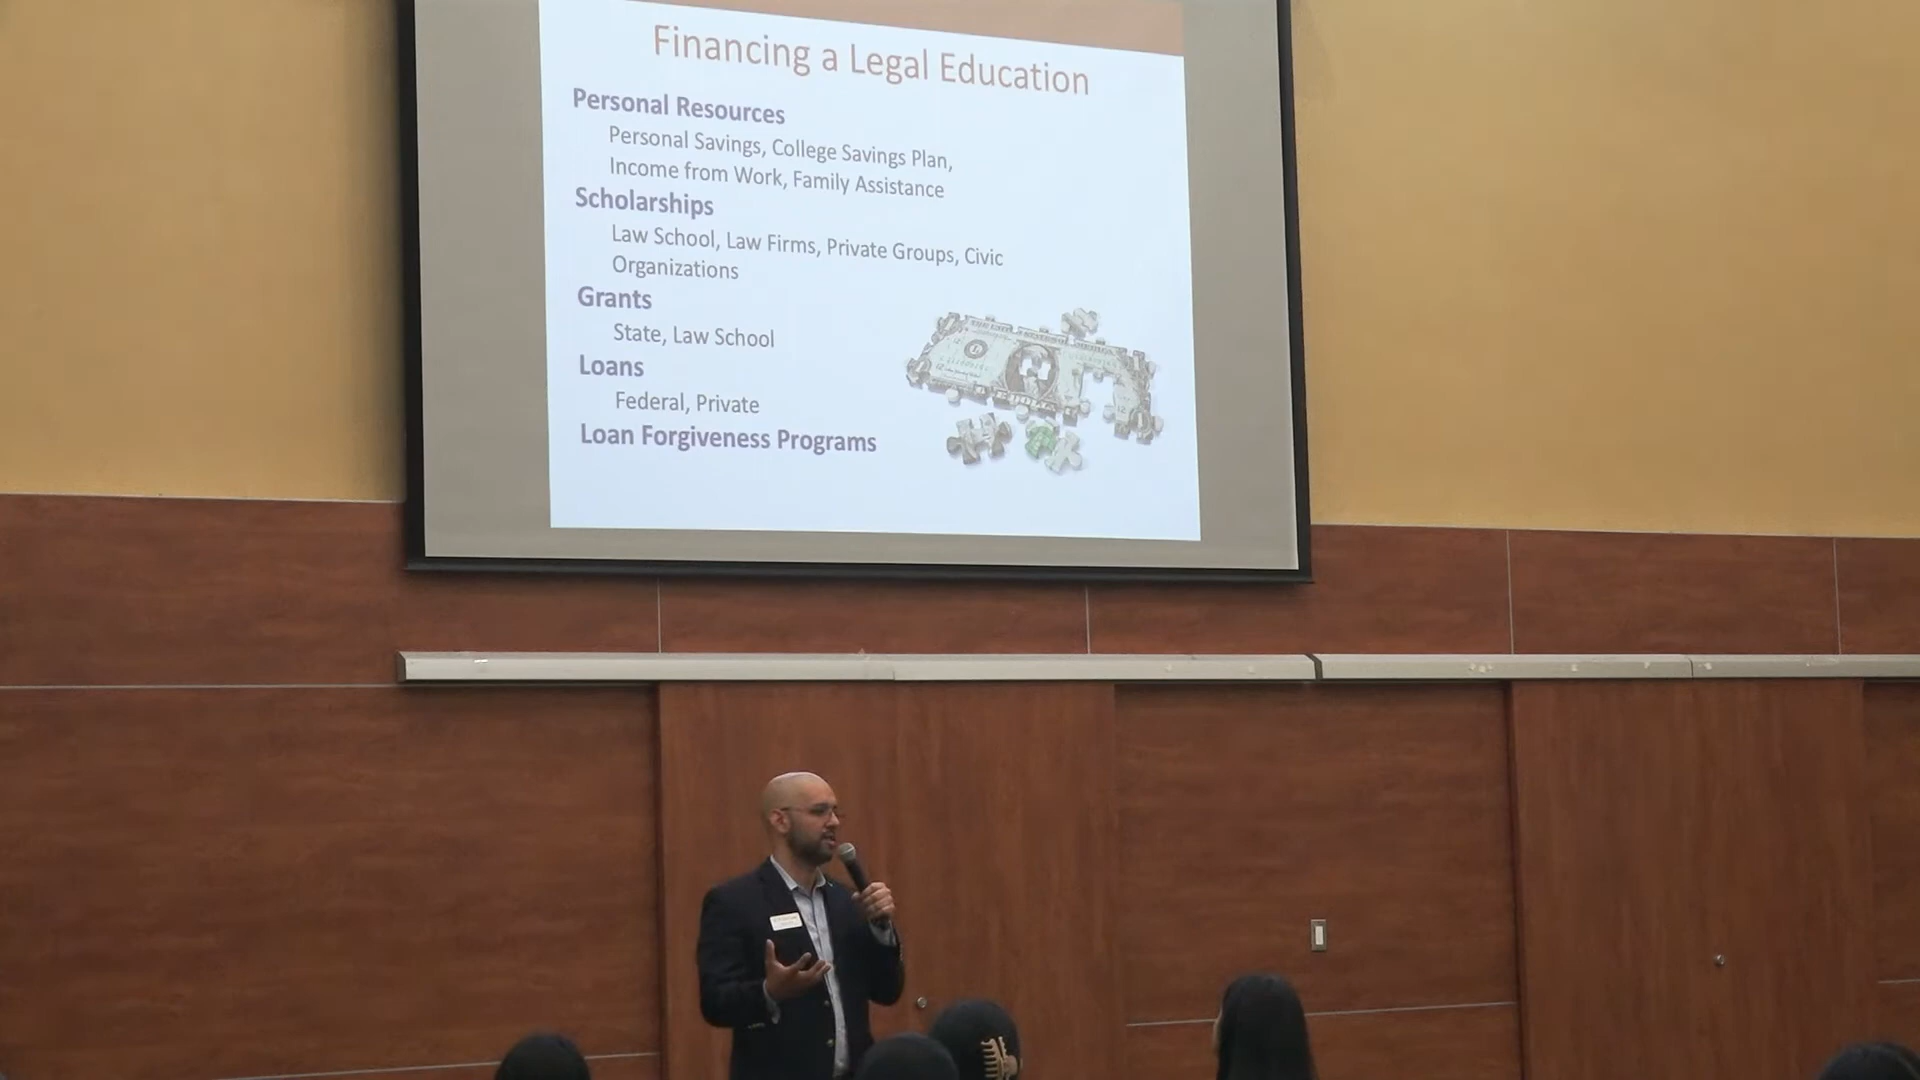 Financing a Legal Education
Personal Resources
Personal Savings, College Savings Plan,
Income from Work, Family Assistance
Scholarships
Law School, Law Firms, Private Groups, Civic
Organizations
Grants
State, Law School
Loans
Federal, Private
Loan Forgiveness Programs